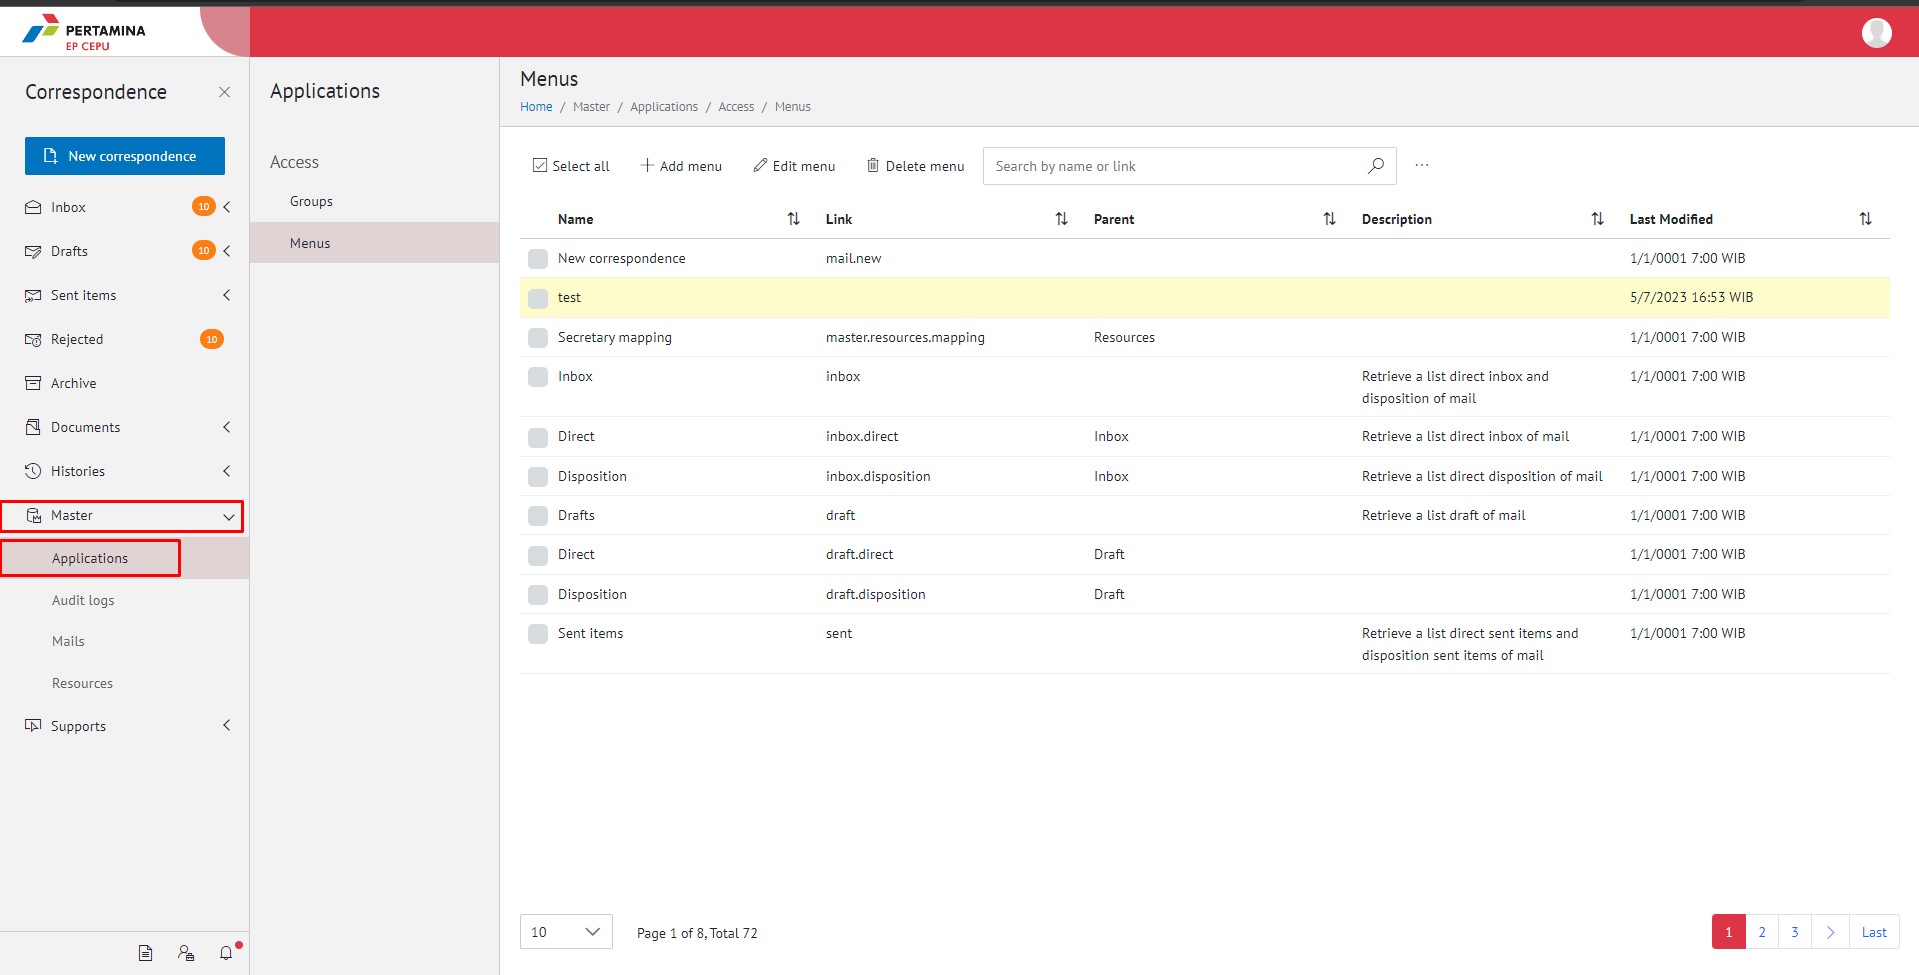 PERTAMINA
EP CEPU
Correspondence
New correspondence
Inbox 10
Drafts 10
Sent items
Rejected 10
Archive
Documents
Histories
Master
Applications
Audit logs
Mails
Resources
Supports
Applications
Access
Groups
Menus
Menus
Home / Master / Applications / Access / Menus
Select all Add menu Edit menu Delete menu Search by name or link ...
Name Link Parent Description Last Modified
New correspondence mail.new 1/1/0001 7:00 WIB
test 5/7/2023 16:53 WIB
Secretary mapping master.resources.mapping Resources 1/1/0001 7:00 WIB
Inbox inbox Retrieve a list direct inbox and 1/1/0001 7:00 WIB
disposition of mail
Direct inbox.direct Inbox Retrieve a list direct inbox of mail 1/1/0001 7:00 WIB
Disposition inbox.disposition Inbox Retrieve a list direct disposition of mail 1/1/0001 7:00 WIB
Drafts draft Retrieve a list draft of mail 1/1/0001 7:00 WIB
Direct draft.direct Draft 1/1/0001 7:00 WIB
Disposition draft.disposition Draft 1/1/0001 7:00 WIB
Sent items sent Retrieve a list direct sent items and 1/1/0001 7:00 WIB
disposition sent items of mail
10 Page 1 of 8, Total 72 1 2 3 > Last